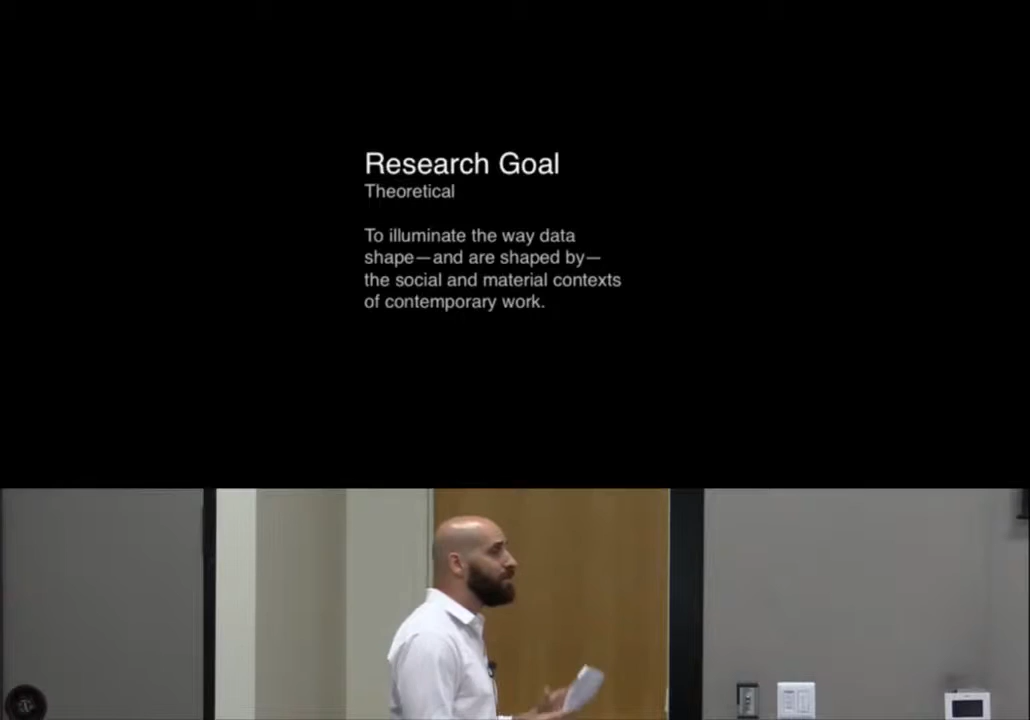 Research Goal
Theoretical
To illuminate the way data
shape—and are shaped by—
the social and material contexts
of contemporary work.